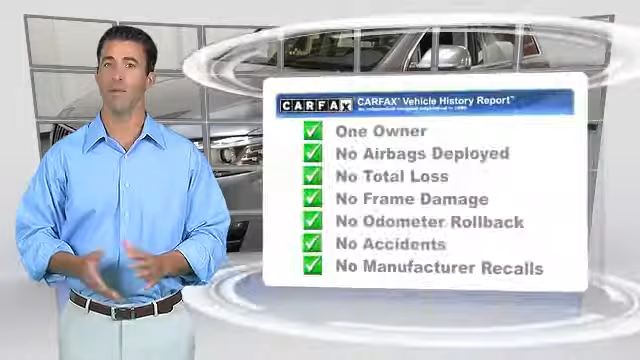 CARFAX CARFAX Vehicle History Report™
One Owner
No Airbags Deployed
No Total Loss
No Frame Damage
No Odometer Rollback
No Accidents
No Manufacturer Recalls